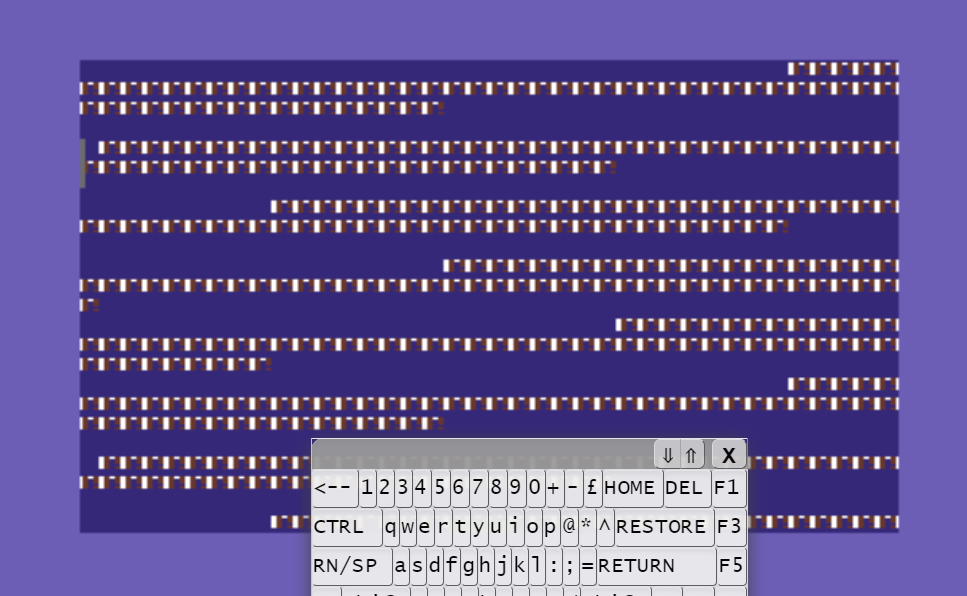 ⇓ ⇑ X
<-- 1 2 3 4 5 6 7 8 9 0 + - £ HOME DEL F1
CTRL q w e r t y u i o p @ * ^ RESTORE F3
RN/SP a s d f g h j k l : ; = RETURN F5